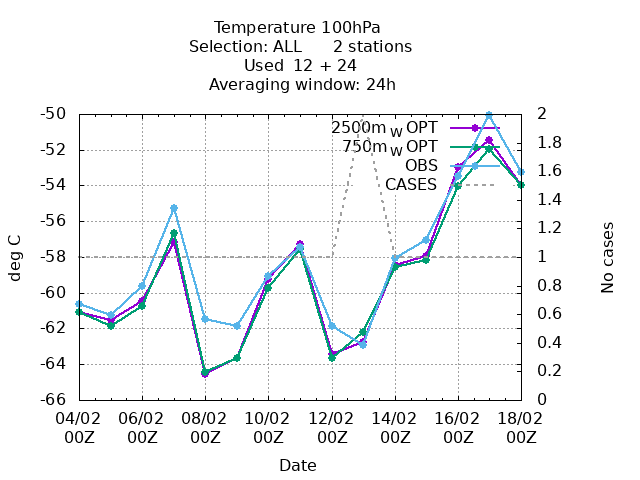 Temperature 100hPa
Selection: ALL 2 stations
Used 12 + 24
Averaging window: 24h
2500m W OPT
750m W OPT
OBS
CASES
-50
-52
-54
-56
-58
-60
-62
-64
-66
2
1.8
1.6
1.4
1.2
1
0.8
0.6
0.4
0.2
0
deg C
No cases
04/02 06/02 08/02 10/02 12/02 14/02 16/02 18/02
00Z 00Z 00Z 00Z 00Z 00Z 00Z 00Z
Date